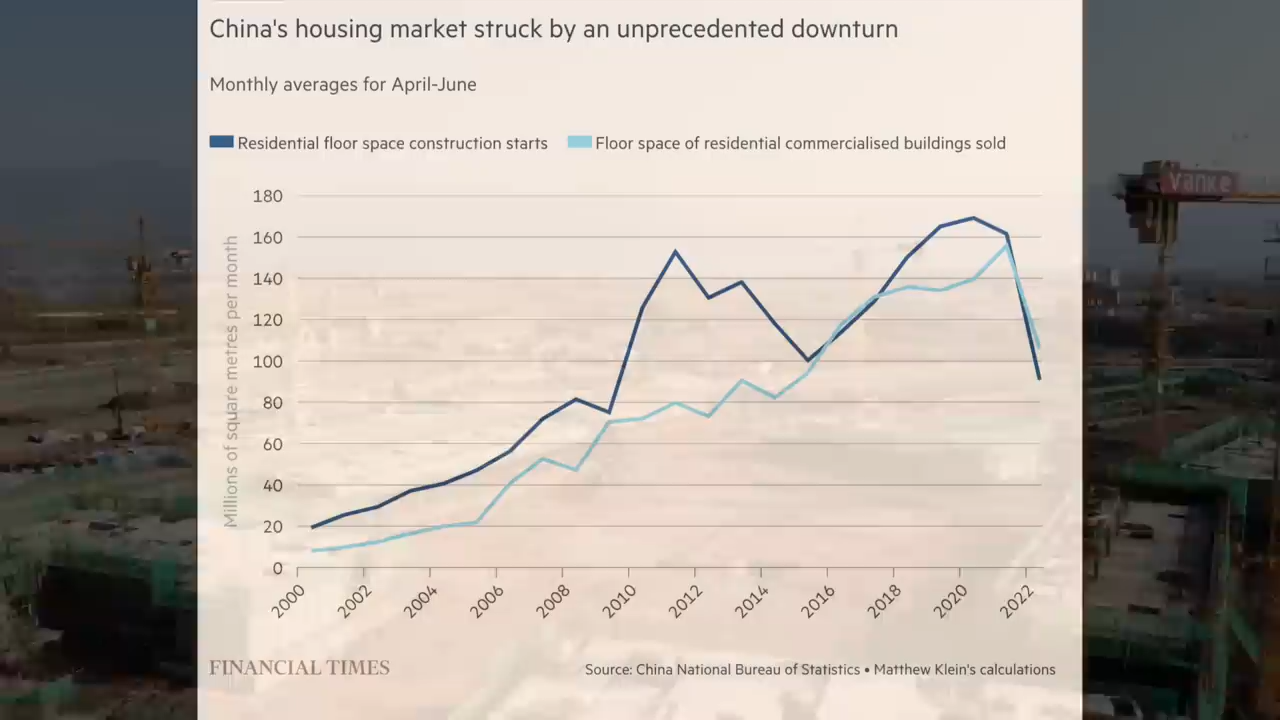 China's housing market struck by an unprecedented downturn
Monthly averages for April-June
Residential floor space construction starts
Floor space of residential commercialised buildings sold
Millions of square metres per month
180
160
140
120
100
80
60
40
20
0
2000
2002
2004
2006
2008
2010
2012
2014
2016
2018
2020
2022
FINANCIAL TIMES
Source: China National Bureau of Statistics • Matthew Klein's calculations
vanke